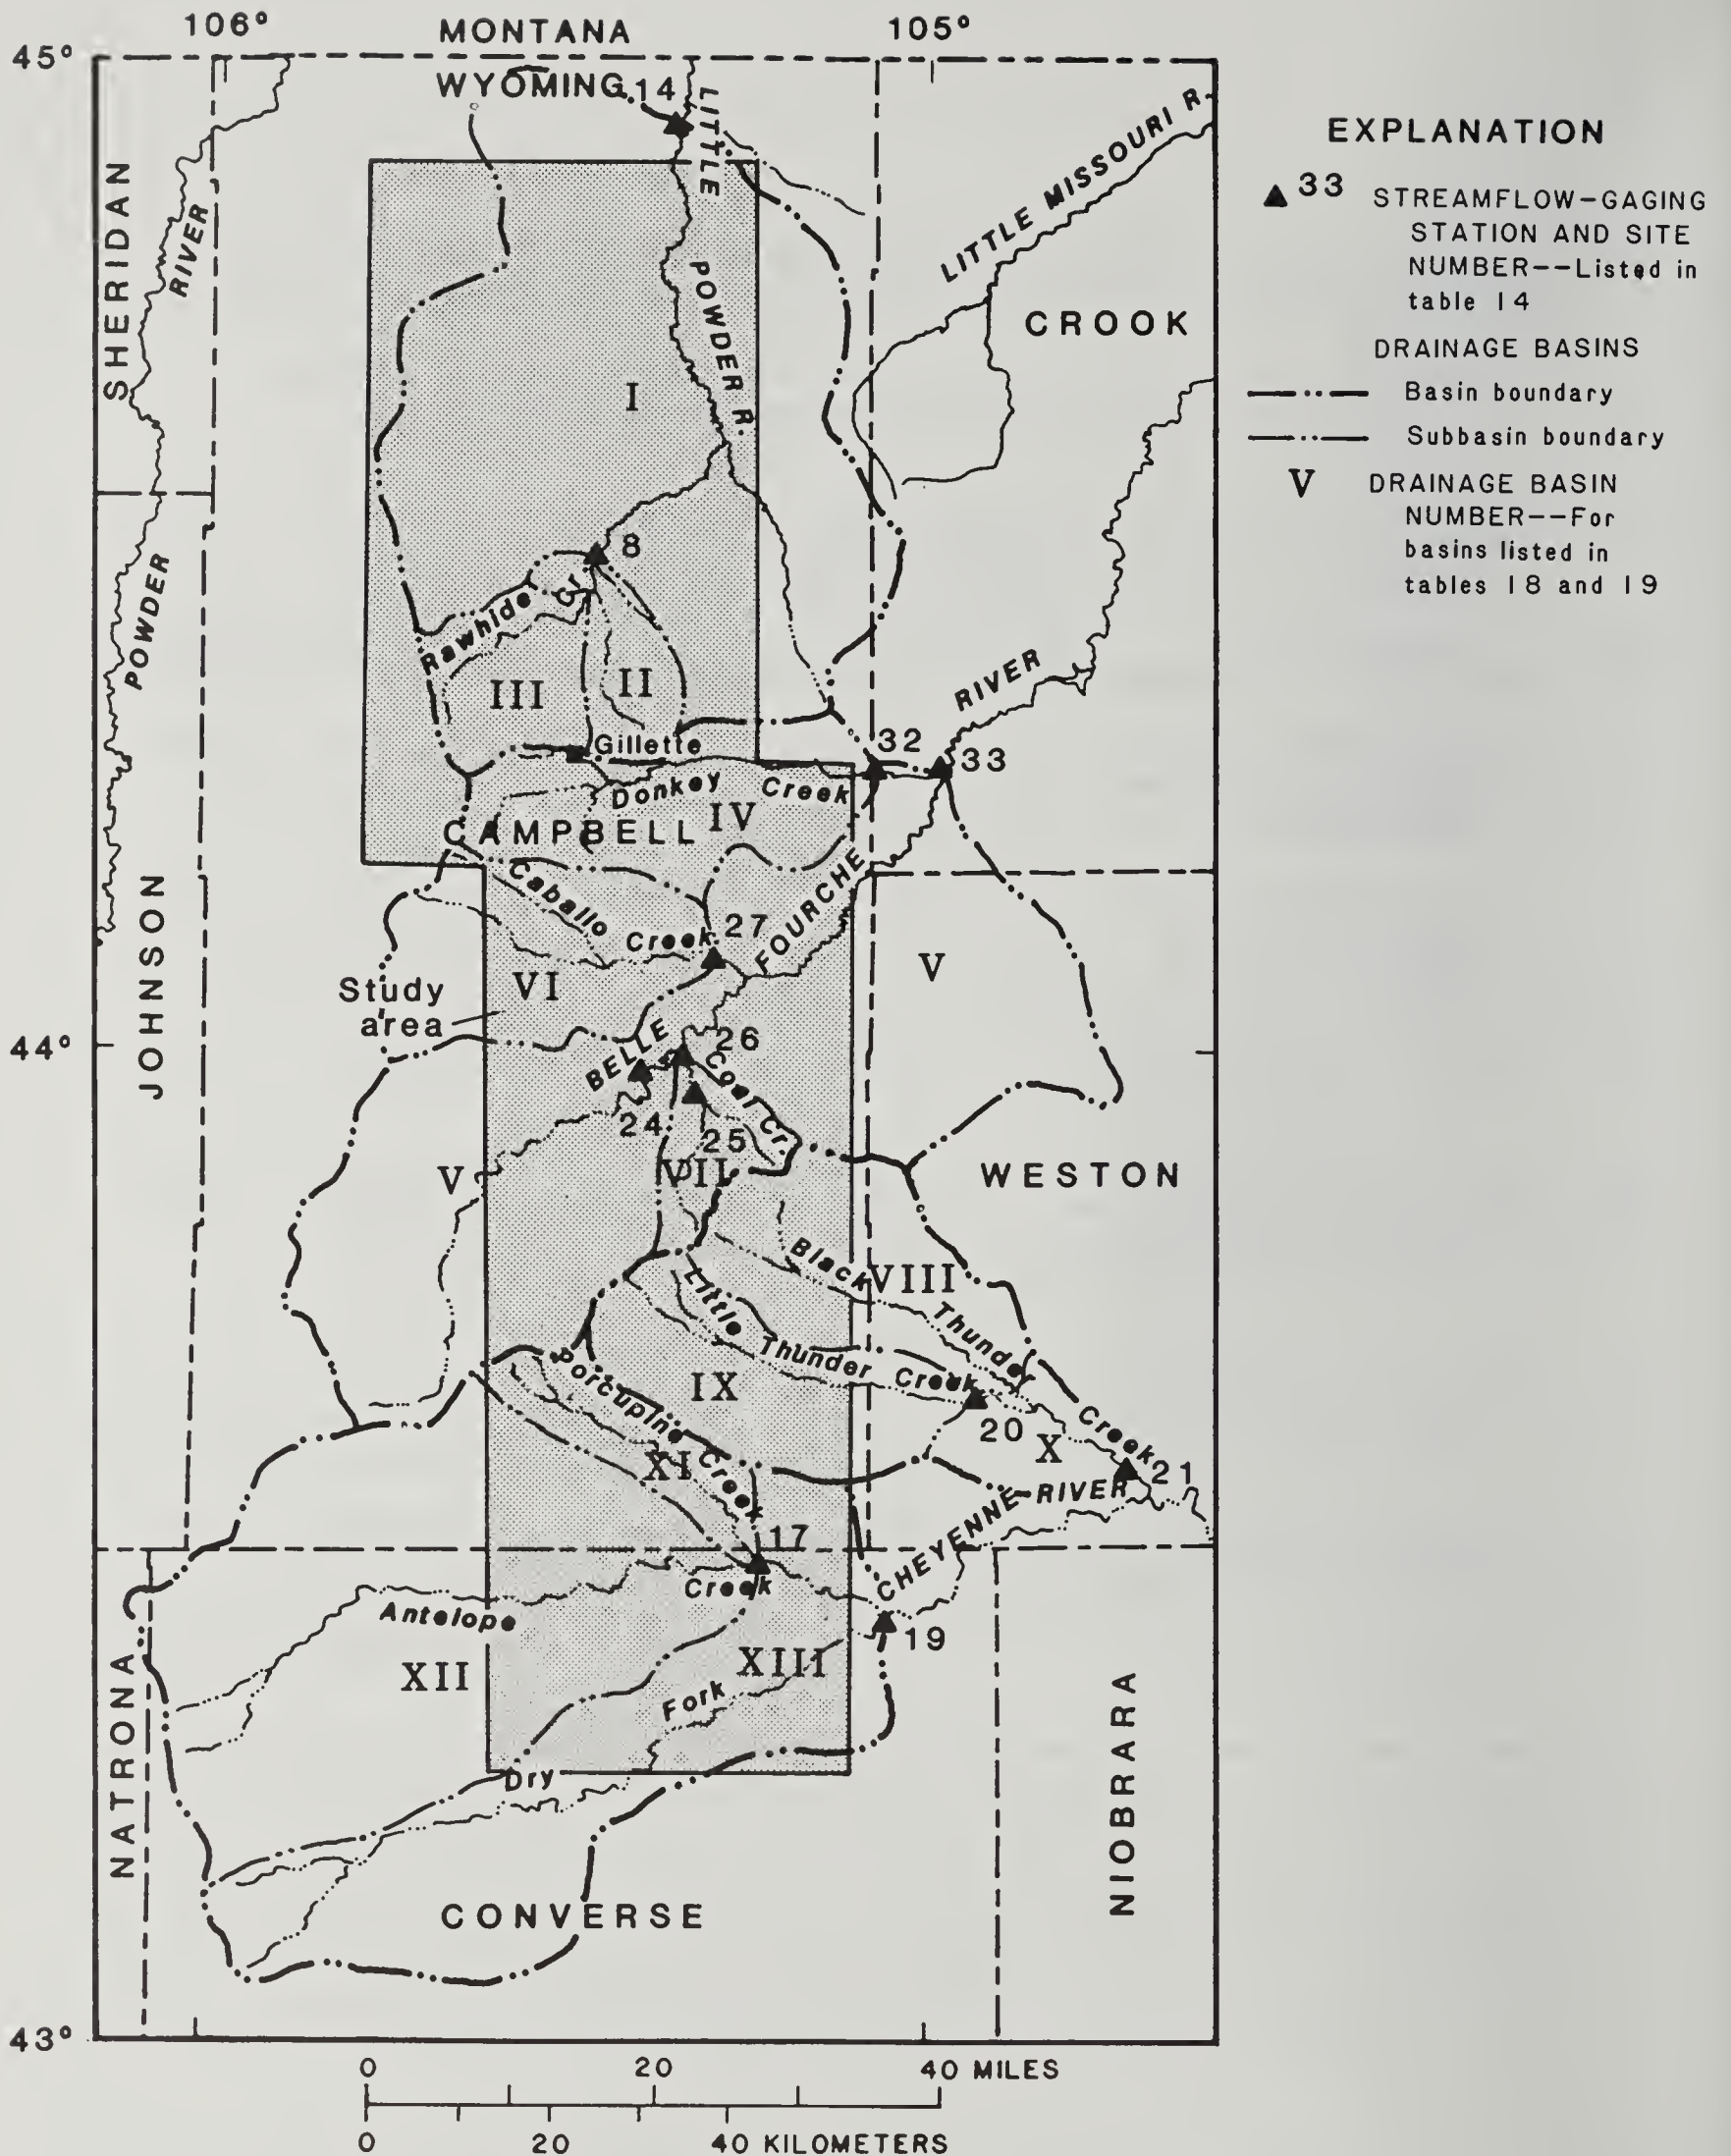 106°
105°
MONTANA
45°
WYOMING
14
LITTLE
POWDER R.
LITTLE MISSOURI R.
SHERIDAN
RIVER
POWDER
CROOK
I
8
Rawhide Cr.
III
II
RIVER
Gillette
32
33
Donkey Creek
IV
CAMPBELL
Caballo Creek
27
FOURCHE
BELLE
JOHNSON
VI
V
Study
area
44°
26
Coal Cr.
24
25
VII
V
WESTON
Black Thunder Creek
VIII
Little Thunder Creek
Porcupine Creek
IX
20
X
21
XI
CHEYENNE RIVER
17
Antelope Creek
19
XII
XIII
Dry Fork
NATRONA
CONVERSE
NIOBRARA
43°
0 20 40 MILES
0 20 40 KILOMETERS
EXPLANATION
33 STREAMFLOW-GAGING
STATION AND SITE
NUMBER--Listed in
table 14
DRAINAGE BASINS
Basin boundary
Subbasin boundary
V DRAINAGE BASIN
NUMBER--For
basins listed in
tables 18 and 19